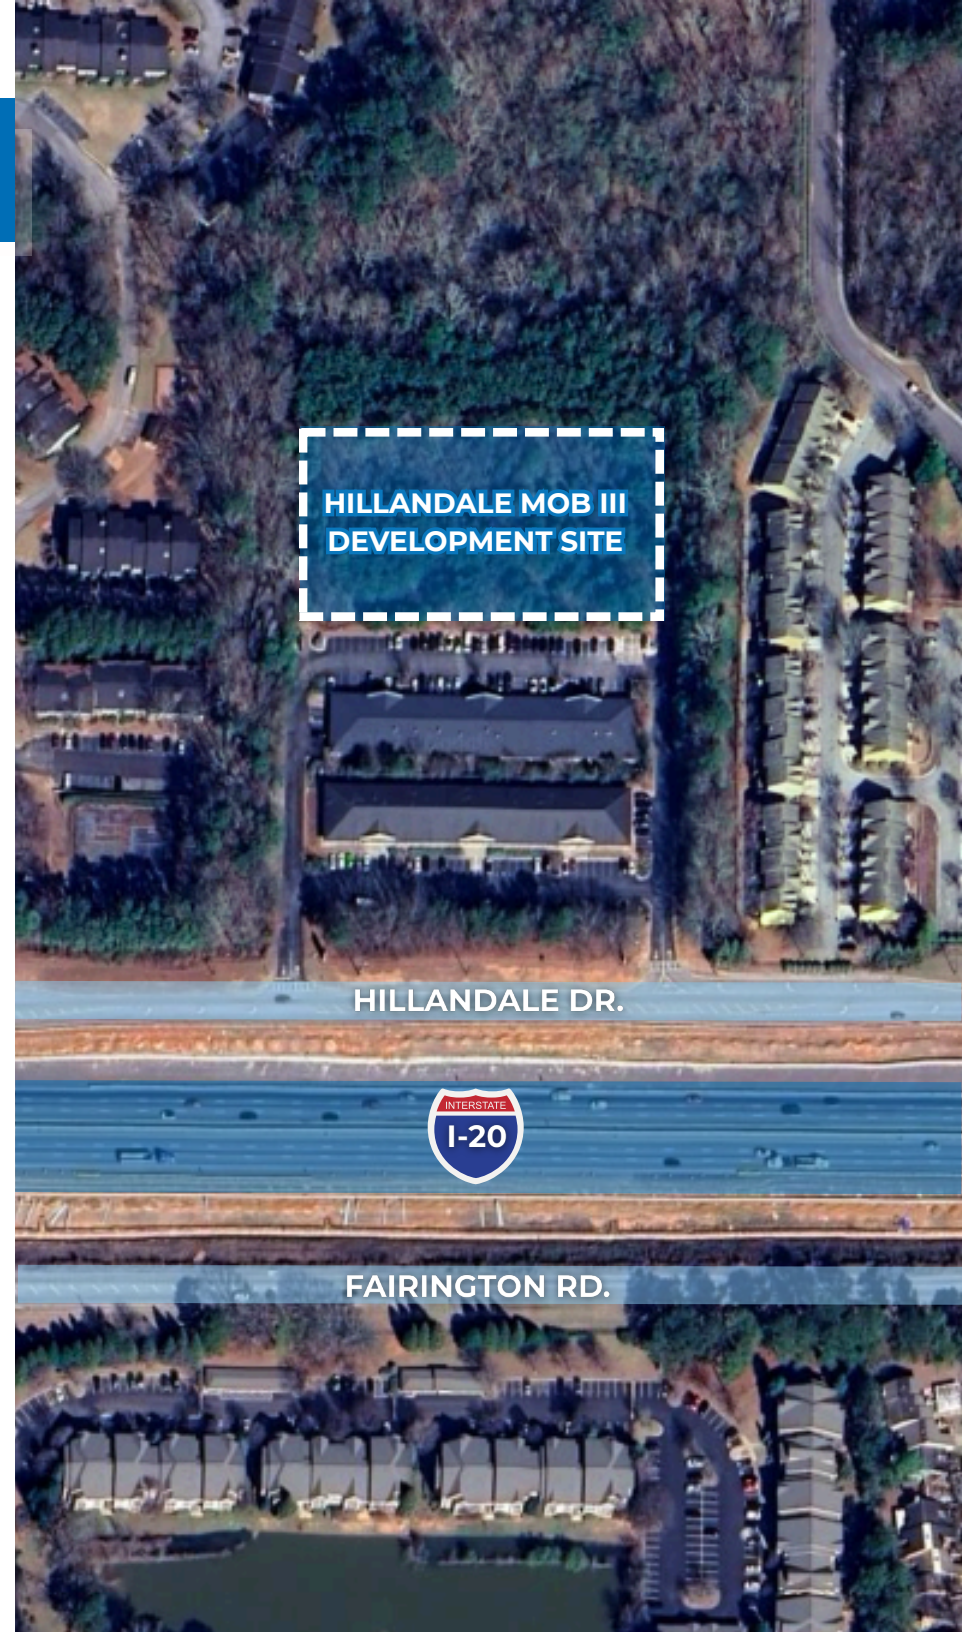 HILLANDALE MOB III
DEVELOPMENT SITE
HILLANDALE DR.
INTERSTATE
I-20
FAIRINGTON RD.